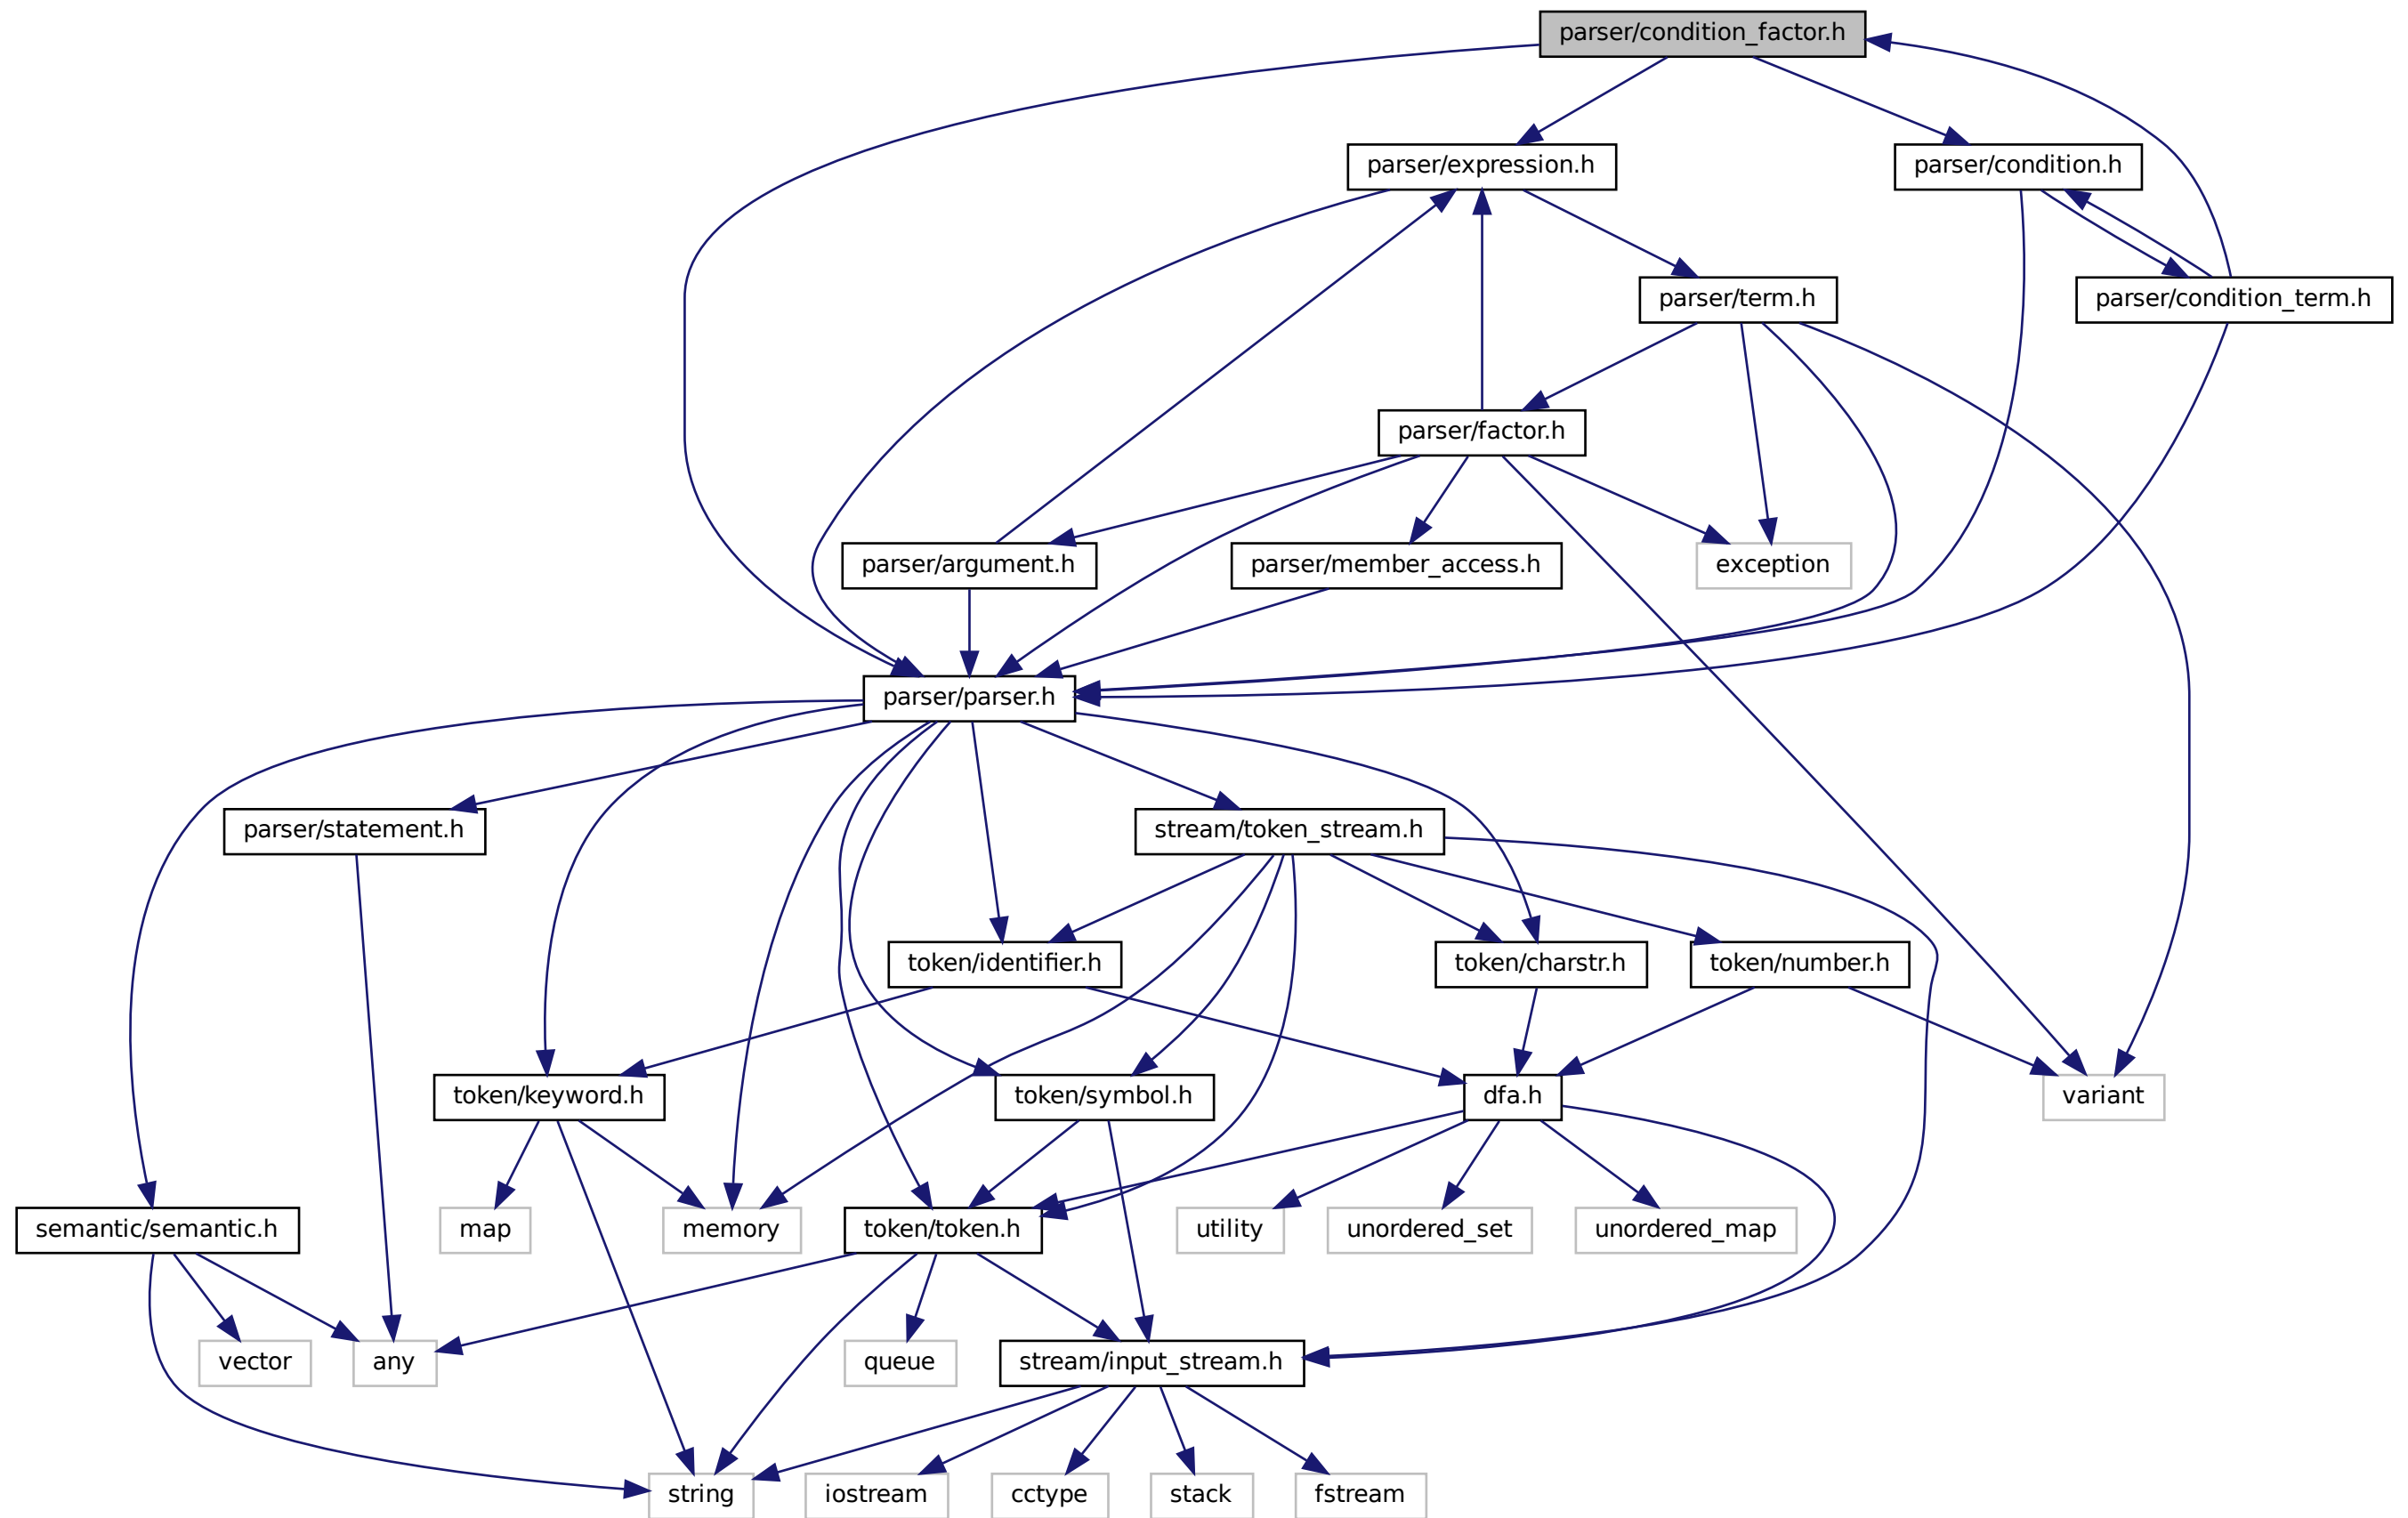 parser/condition_factor.h
parser/expression.h
parser/condition.h
parser/term.h
parser/condition_term.h
parser/factor.h
parser/argument.h
parser/member_access.h
exception
parser/parser.h
parser/statement.h
stream/token_stream.h
token/identifier.h
token/charstr.h
token/number.h
token/keyword.h
token/symbol.h
dfa.h
variant
semantic/semantic.h
map
memory
token/token.h
utility
unordered_set
unordered_map
vector
any
queue
stream/input_stream.h
string
iostream
cctype
stack
fstream